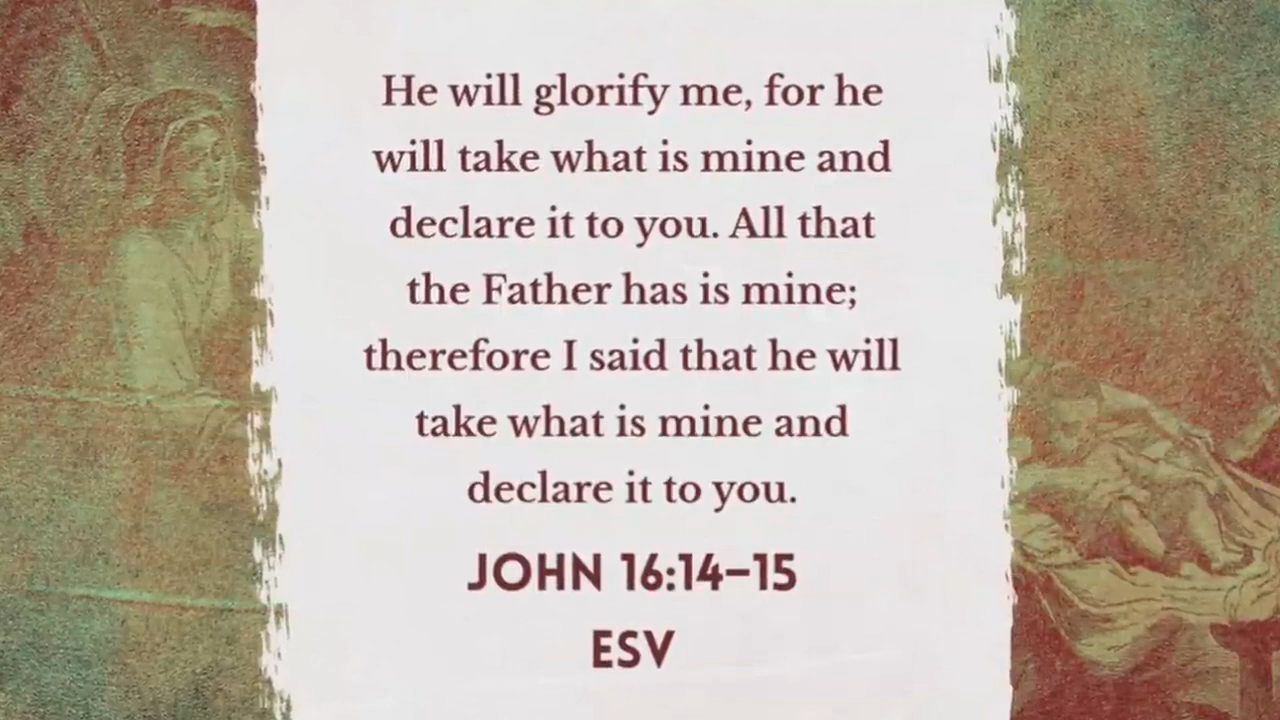 He will glorify me, for he
will take what is mine and
declare it to you. All that
the Father has is mine;
therefore I said that he will
take what is mine and
declare it to you.
JOHN 16:14–15
ESV